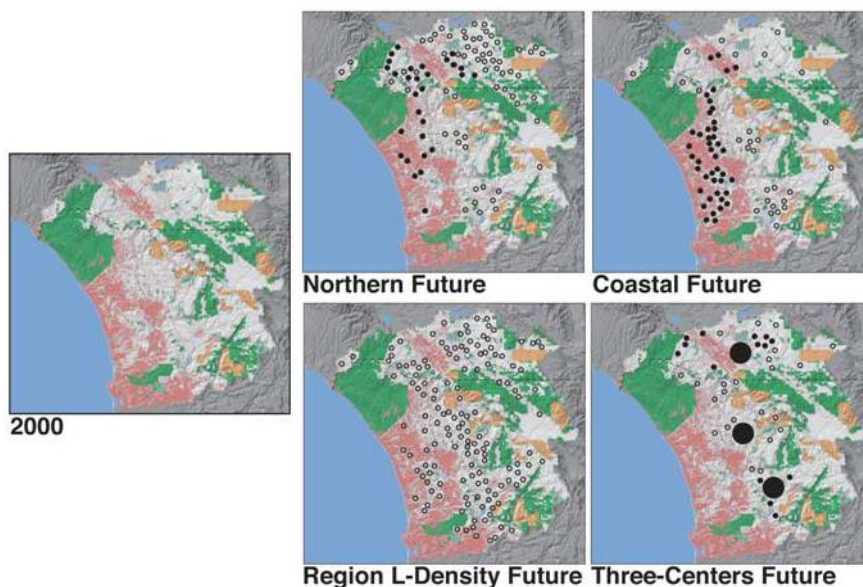 Northern Future
Coastal Future
2000
Region L-Density Future
Three-Centers Future